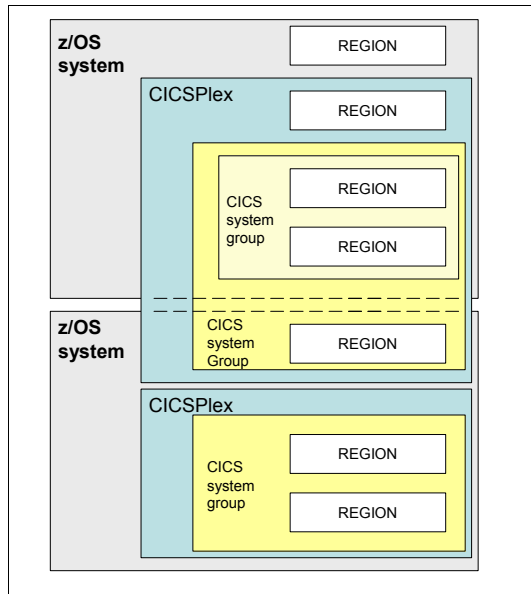 z/OS
system
REGION
CICSPlex
REGION
CICS
system
group
REGION
REGION
CICS
system
Group
REGION
z/OS
system
CICSPlex
CICS
system
group
REGION
REGION